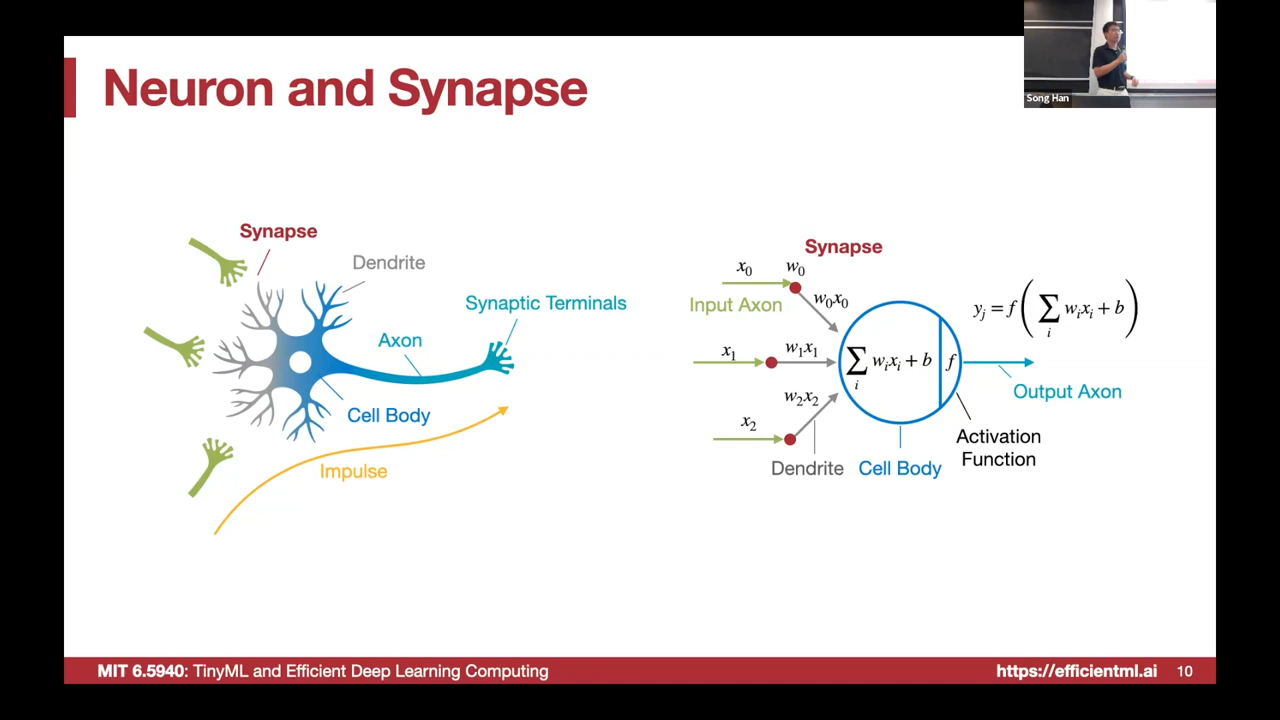 Neuron and Synapse
Song Han
Synapse
Dendrite
Synaptic Terminals
Axon
Cell Body
Impulse
Synapse
x₀
w₀
w₀x₀
Input Axon
x₁
w₁x₁
x₂
w₂x₂
∑ᵢ wᵢxᵢ + b
f
yⱼ = f(∑ᵢ wᵢxᵢ + b)
Output Axon
Activation
Function
Dendrite
Cell Body
MIT 6.5940: TinyML and Efficient Deep Learning Computing
https://efficientml.ai
10